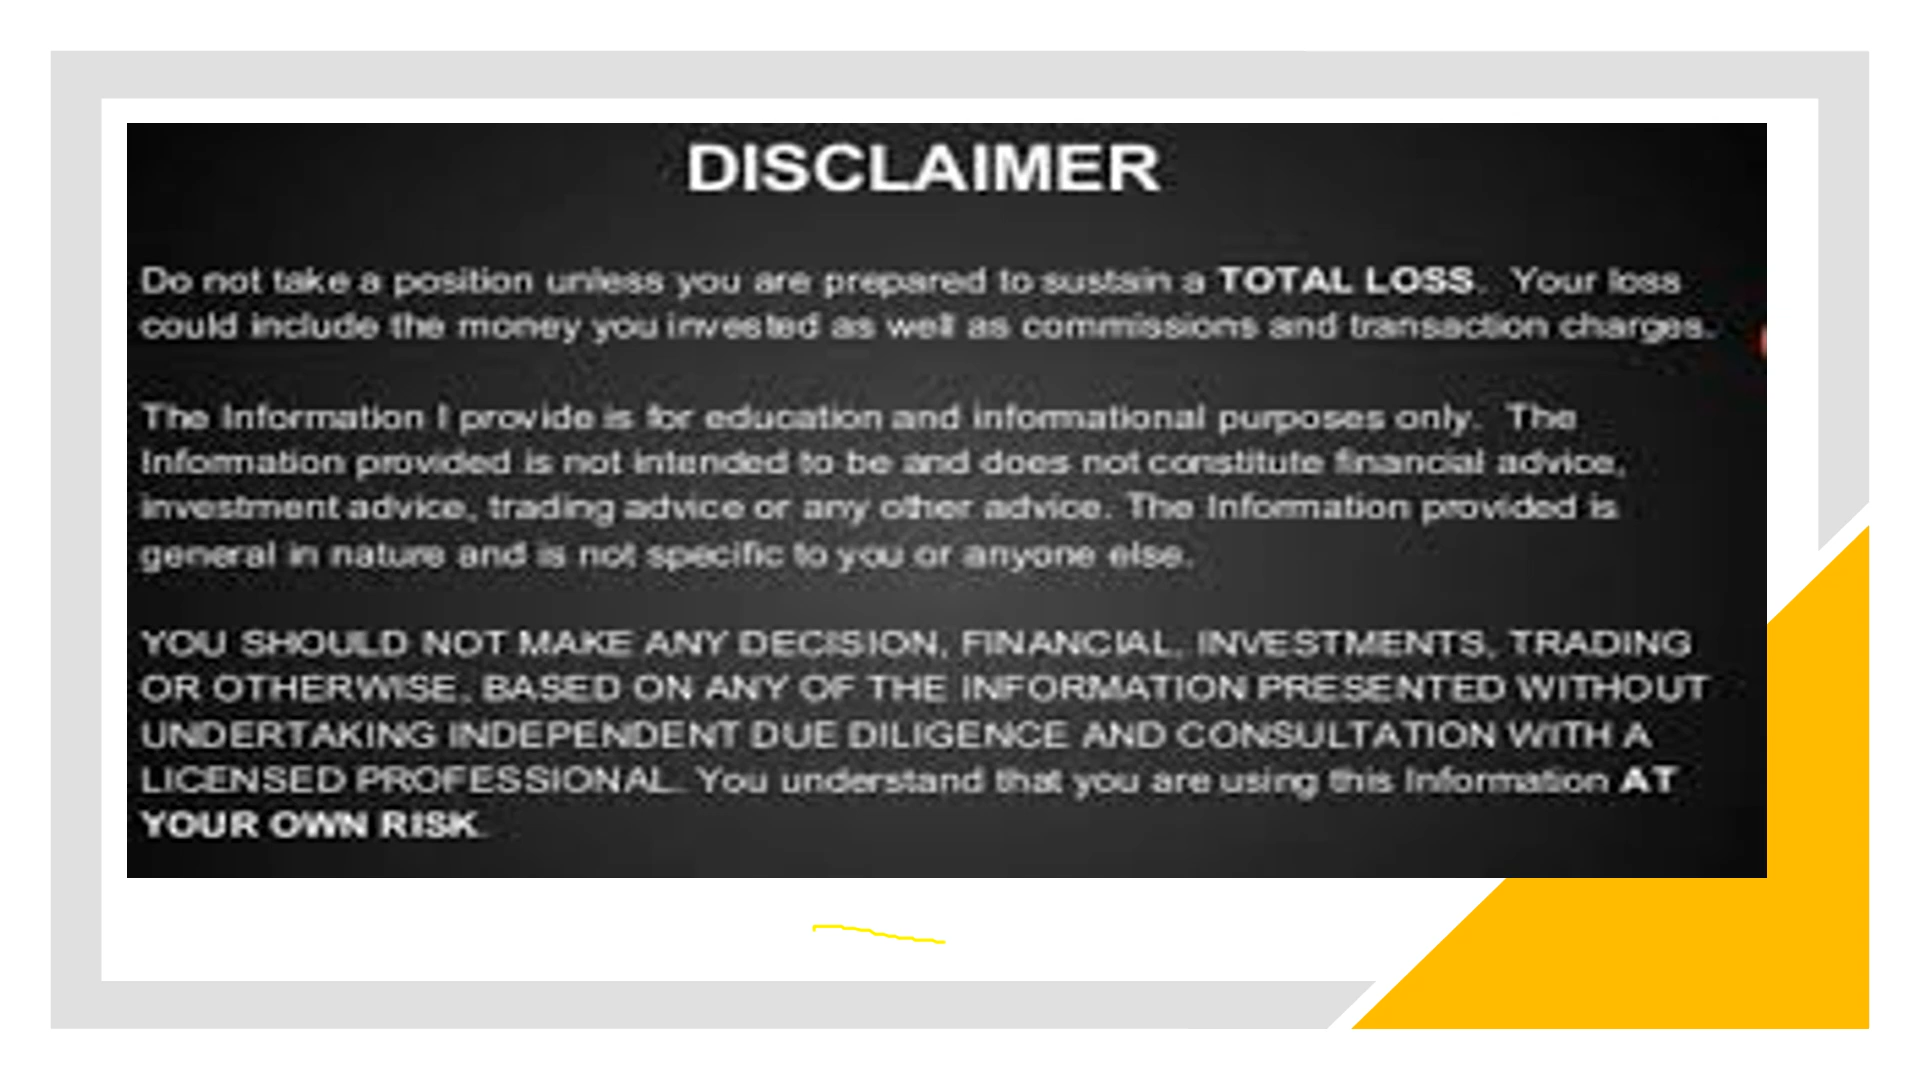 DISCLAIMER
Do not take a position unless you are prepared to sustain a TOTAL LOSS. Your loss
could include the money you invested as well as commissions and transaction charges.
The Information I provide is for education and informational purposes only. The
Information provided is not intended to be and does not constitute financial advice,
investment advice, trading advice or any other advice. The Information provided is
general in nature and is not specific to you or anyone else.
YOU SHOULD NOT MAKE ANY DECISION, FINANCIAL, INVESTMENTS, TRADING
OR OTHERWISE, BASED ON ANY OF THE INFORMATION PRESENTED WITHOUT
UNDERTAKING INDEPENDENT DUE DILIGENCE AND CONSULTATION WITH A
LICENSED PROFESSIONAL. You understand that you are using this Information AT
YOUR OWN RISK.